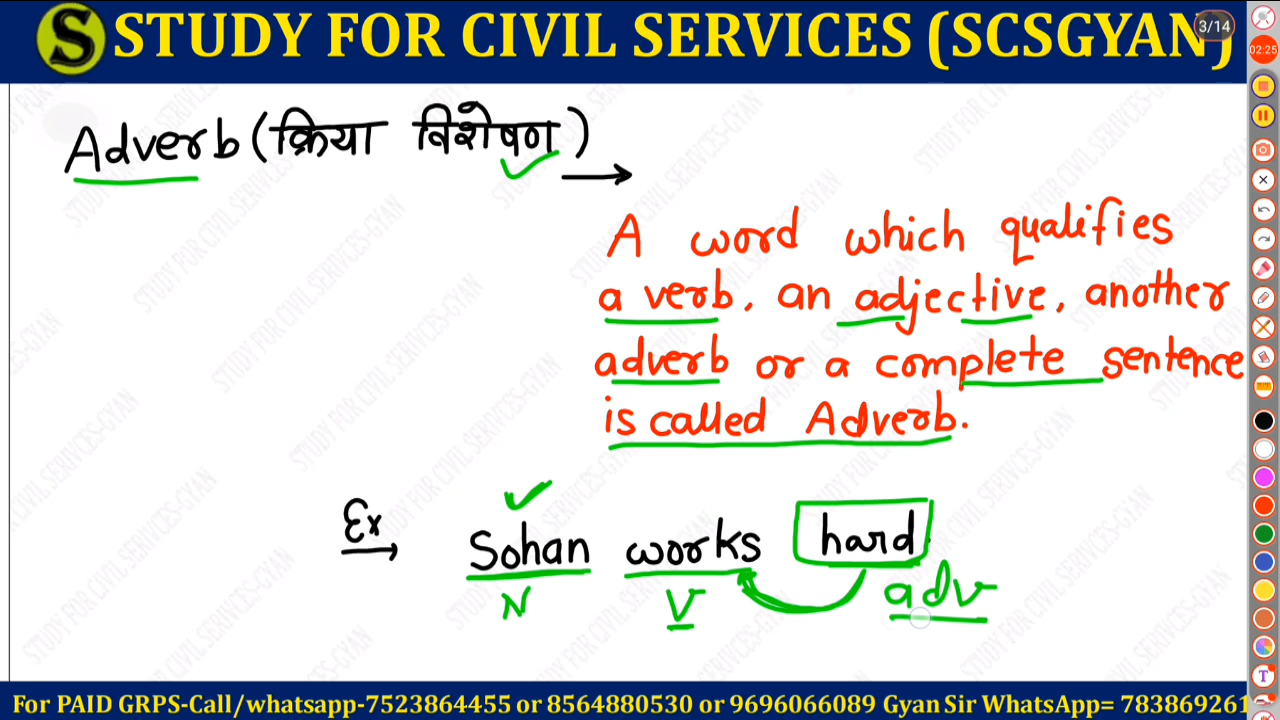 S STUDY FOR CIVIL SERVICES (SCSGYAN)
3/14
02:25
Adverb (क्रिया विशेषण)
A word which qualifies
a verb, an adjective, another
adverb or a complete sentence
is called Adverb.
Ex
Sohan works hard.
N V adv
For PAID GRPS-Call/whatsapp-7523864455 or 8564880530 or 9696066089 Gyan Sir WhatsApp= 783869261